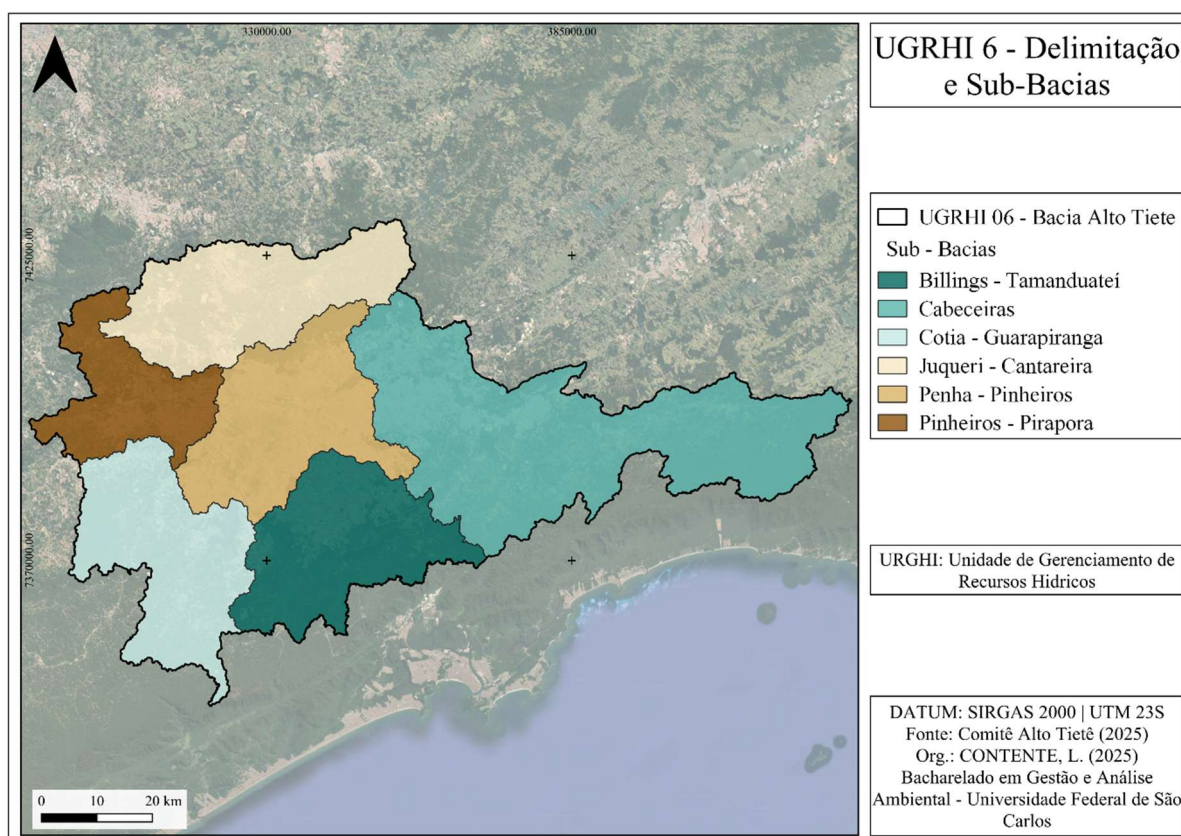 330000.00
385000.00
7425000.00
7370000.00
0 10 20 km
UGRHI 6 - Delimitação
e Sub-Bacias
UGRHI 06 - Bacia Alto Tiete
Sub - Bacias
Billings - Tamanduateí
Cabeceiras
Cotia - Guarapiranga
Juqueri - Cantareira
Penha - Pinheiros
Pinheiros - Pirapora
URGHI: Unidade de Gerenciamento de
Recursos Hidricos
DATUM: SIRGAS 2000 | UTM 23S
Fonte: Comitê Alto Tietê (2025)
Org.: CONTENTE, L. (2025)
Bacharelado em Gestão e Análise
Ambiental - Universidade Federal de São
Carlos